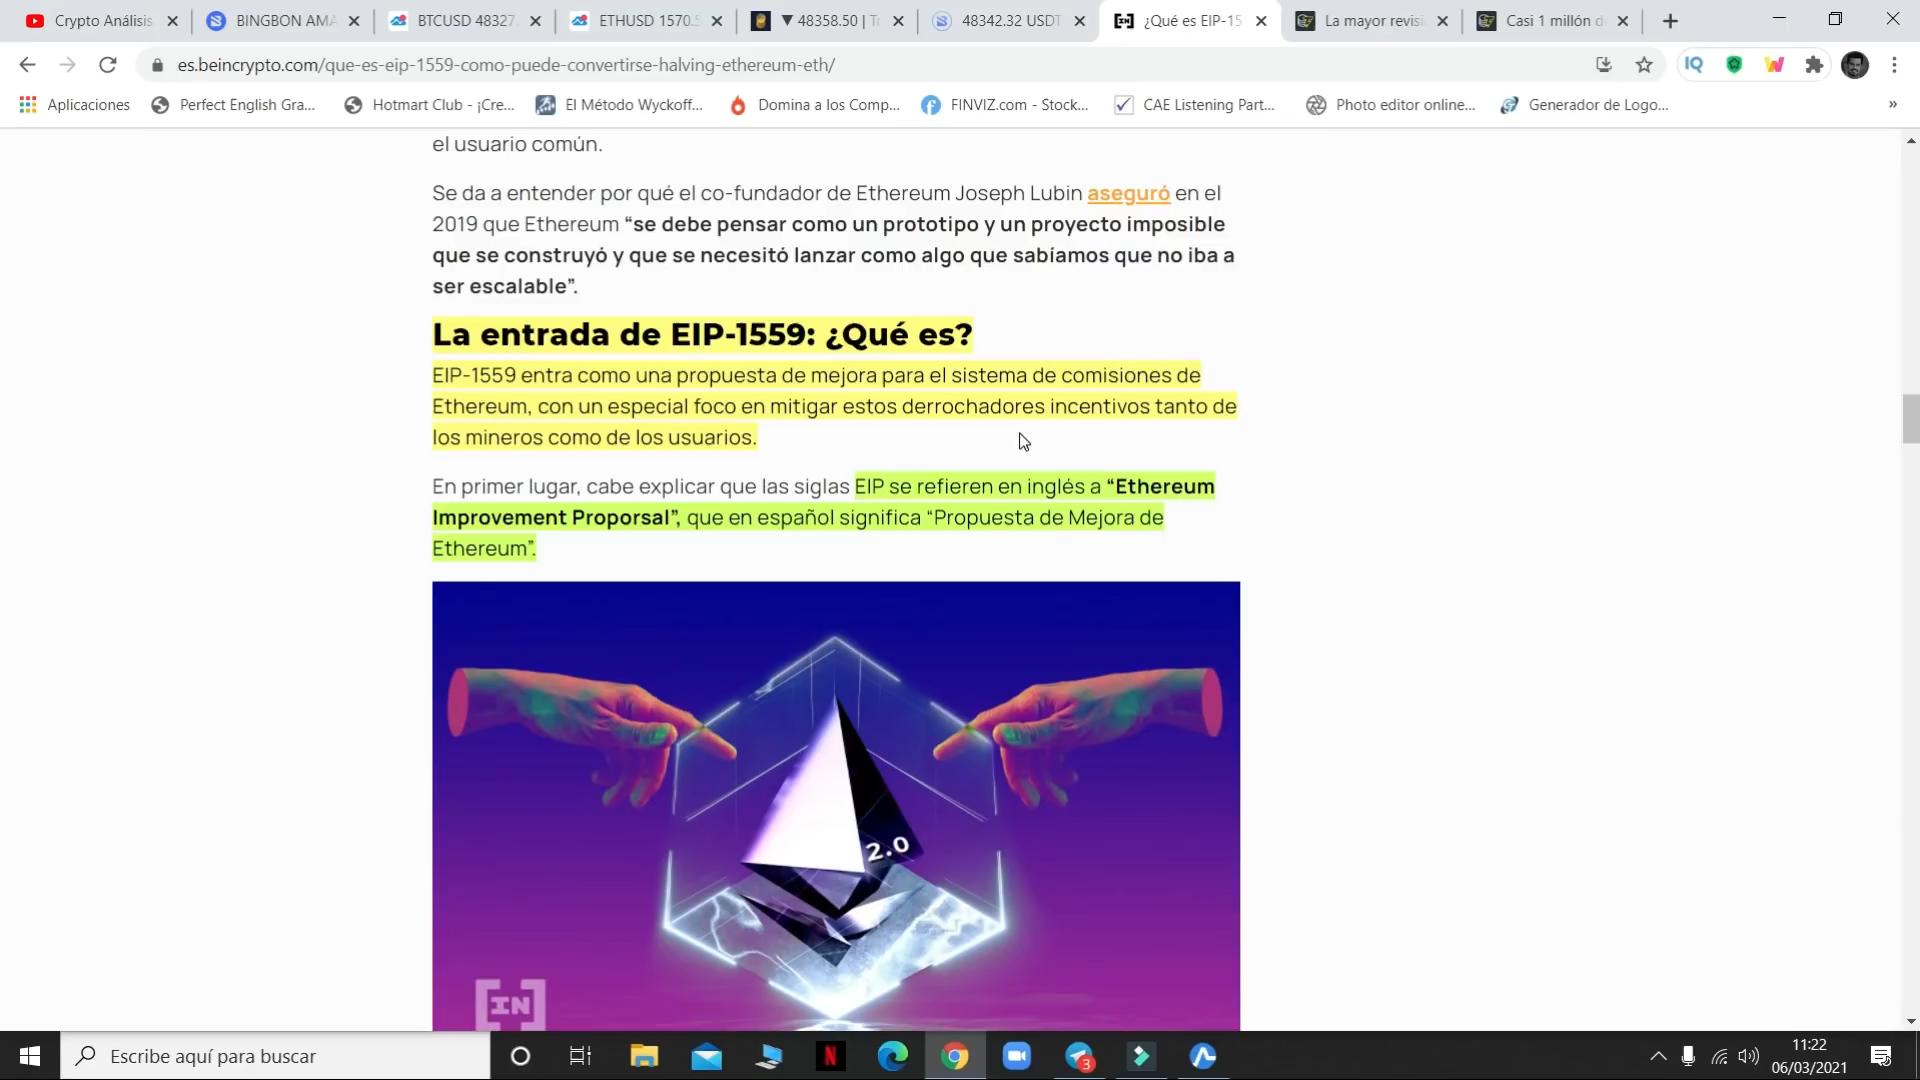 Crypto Análisis
BINGBON AMA
BTCUSD 48327.
ETHUSD 1570.5
▼ 48358.50 | Tr
48342.32 USDT
¿Qué es EIP-15
La mayor revisi
Casi 1 millón d
es.beincrypto.com/que-es-eip-1559-como-puede-convertirse-halving-ethereum-eth/
IQ
Aplicaciones
Perfect English Gra...
Hotmart Club - ¡Cre...
El Método Wyckoff...
Domina a los Comp...
FINVIZ.com - Stock...
CAE Listening Part...
Photo editor online...
Generador de Logo...
el usuario común.
Se da a entender por qué el co-fundador de Ethereum Joseph Lubin aseguró en el
2019 que Ethereum “se debe pensar como un prototipo y un proyecto imposible
que se construyó y que se necesitó lanzar como algo que sabíamos que no iba a
ser escalable”.
La entrada de EIP-1559: ¿Qué es?
EIP-1559 entra como una propuesta de mejora para el sistema de comisiones de
Ethereum, con un especial foco en mitigar estos derrochadores incentivos tanto de
los mineros como de los usuarios.
En primer lugar, cabe explicar que las siglas EIP se refieren en inglés a “Ethereum
Improvement Proporsal”, que en español significa “Propuesta de Mejora de
Ethereum”.
2.0
[IN]
Escribe aquí para buscar
3
11:22
06/03/2021